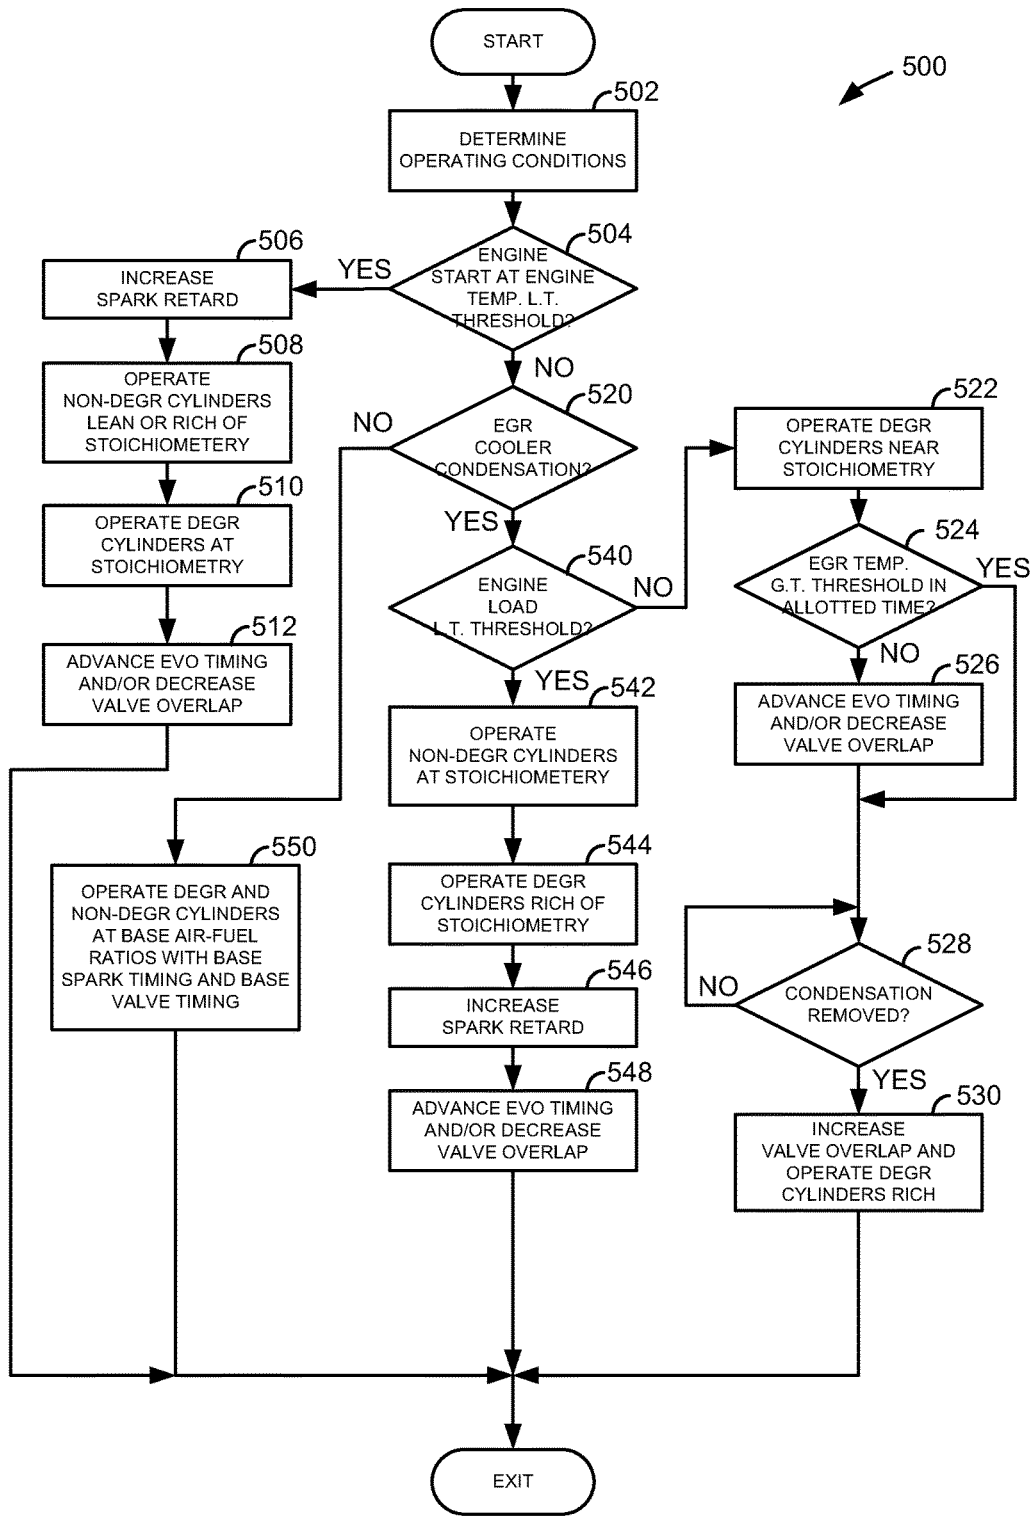 START
500
502
DETERMINE
OPERATING CONDITIONS
504
ENGINE
START AT ENGINE
TEMP. L.T.
THRESHOLD?
YES
NO
506
INCREASE
SPARK RETARD
508
OPERATE
NON-DEGR CYLINDERS
LEAN OR RICH OF
STOICHIOMETERY
510
OPERATE DEGR
CYLINDERS AT
STOICHIOMETRY
512
ADVANCE EVO TIMING
AND/OR DECREASE
VALVE OVERLAP
520
EGR
COOLER
CONDENSATION?
NO
YES
540
ENGINE
LOAD
L.T. THRESHOLD?
NO
YES
522
OPERATE DEGR
CYLINDERS NEAR
STOICHIOMETRY
524
EGR TEMP.
G.T. THRESHOLD IN
ALLOTTED TIME?
YES
NO
526
ADVANCE EVO TIMING
AND/OR DECREASE
VALVE OVERLAP
542
OPERATE
NON-DEGR CYLINDERS
AT STOICHIOMETERY
544
OPERATE DEGR
CYLINDERS RICH OF
STOICHIOMETRY
546
INCREASE
SPARK RETARD
548
ADVANCE EVO TIMING
AND/OR DECREASE
VALVE OVERLAP
550
OPERATE DEGR AND
NON-DEGR CYLINDERS
AT BASE AIR-FUEL
RATIOS WITH BASE
SPARK TIMING AND BASE
VALVE TIMING
528
CONDENSATION
REMOVED?
NO
YES
530
INCREASE
VALVE OVERLAP AND
OPERATE DEGR
CYLINDERS RICH
EXIT